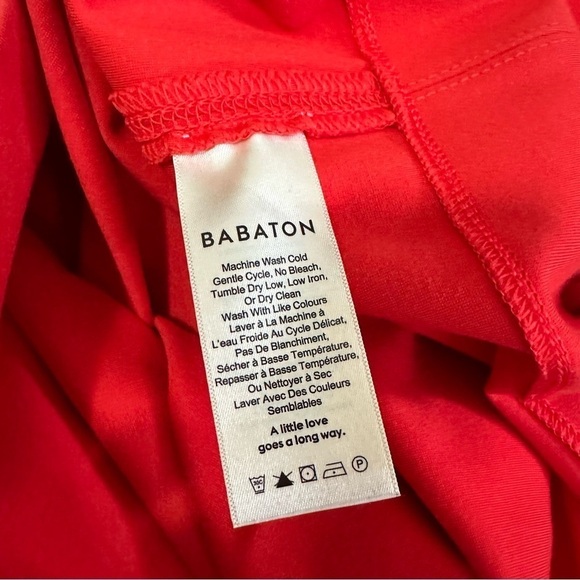 BABATON
Machine Wash Cold
Gentle Cycle, No Bleach,
Tumble Dry Low, Low Iron,
Or Dry Clean
Wash With Like Colours
Laver à La Machine à
L'eau Froide Au Cycle Délicat,
Pas De Blanchiment,
Sécher à Basse Température,
Repasser à Basse Température,
Ou Nettoyer à Sec
Laver Avec Des Couleurs
Semblables
A little love
goes a long way.
30C P